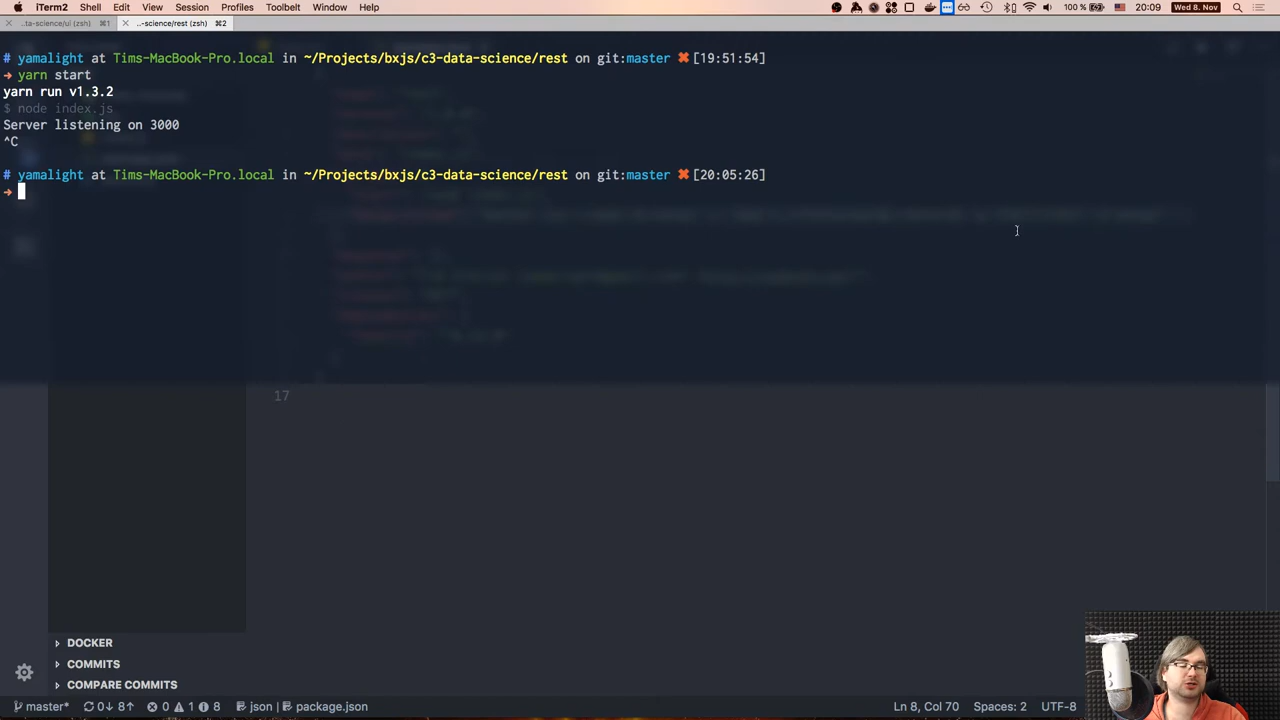 iTerm2 Shell Edit View Session Profiles Toolbelt Window Help 100 % 20:09 Wed 8. Nov
..ta-science/ui (zsh) ⌘1 ..-science/rest (zsh) ⌘2
# yamalight at Tims-MacBook-Pro.local in ~/Projects/bxjs/c3-data-science/rest on git:master ✖[19:51:54]
➜ yarn start
yarn run v1.3.2
$ node index.js
Server listening on 3000
^C
# yamalight at Tims-MacBook-Pro.local in ~/Projects/bxjs/c3-data-science/rest on git:master ✖[20:05:26]
➜
17
DOCKER
COMMITS
COMPARE COMMITS
master* 0↓ 8↑ 0 1 8 json package.json Ln 8, Col 70 Spaces: 2 UTF-8